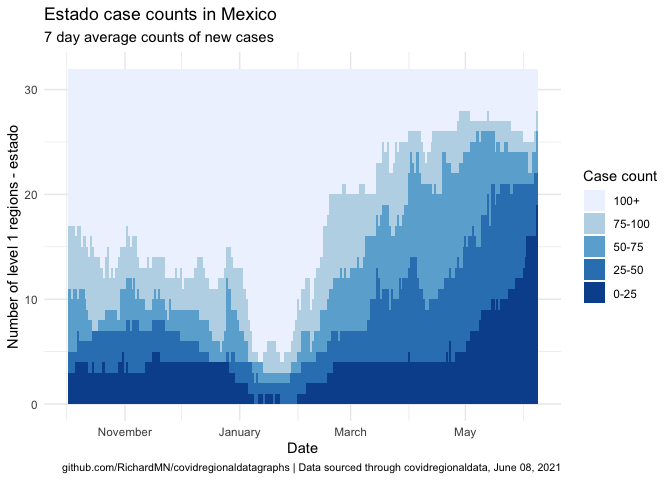 Estado case counts in Mexico
7 day average counts of new cases
Number of level 1 regions - estado
30
20
10
0
November
January
March
May
Date
Case count
100+
75-100
50-75
25-50
0-25
github.com/RichardMN/covidregionaldatagraphs | Data sourced through covidregionaldata, June 08, 2021